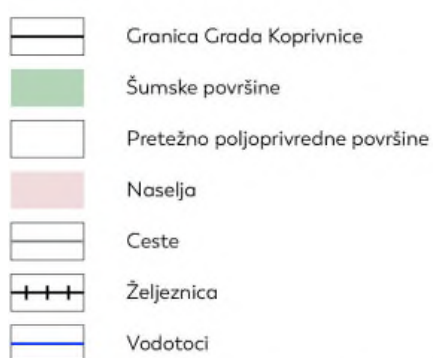 Granica Grada Koprivnice
Šumske površine
Pretežno poljoprivredne površine
Naselja
Ceste
Željeznica
Vodotoci